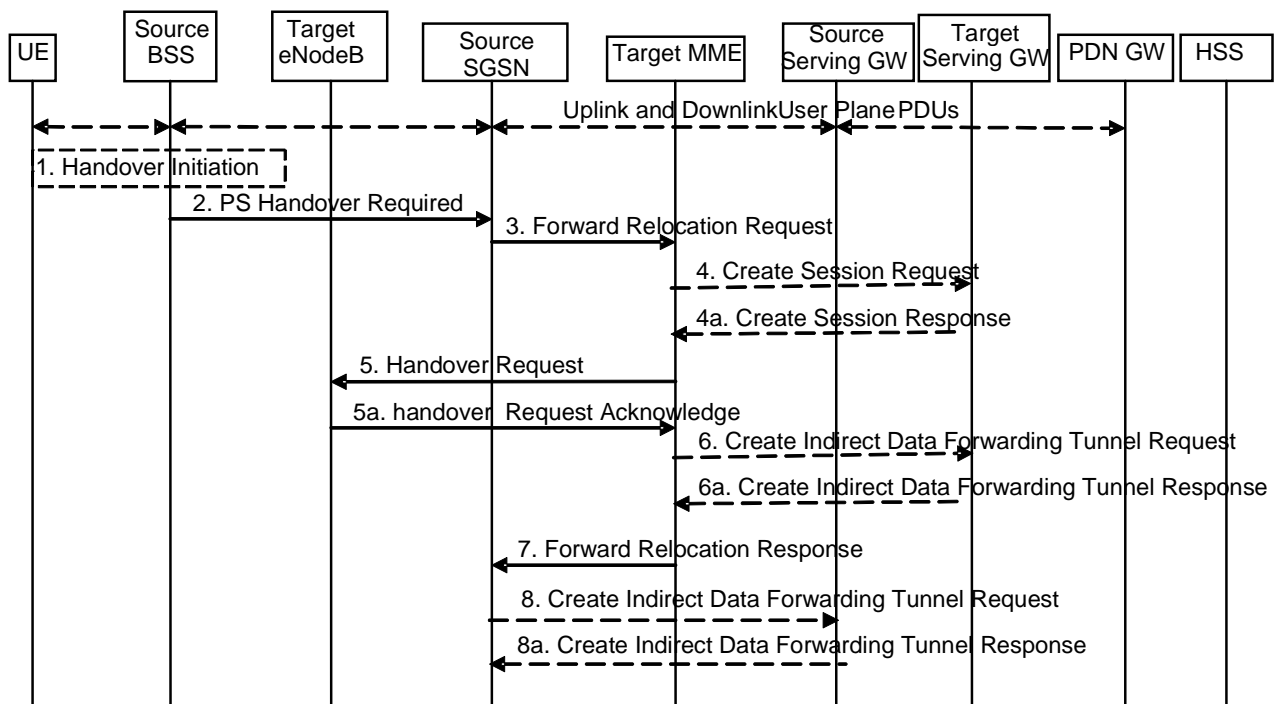 UE
Source
BSS
Target
eNodeB
Source
SGSN
Target MME
Source
Serving GW
Target
Serving GW
PDN GW
HSS
Uplink and DownlinkUser PlanePDUs
1. Handover Initiation
2. PS Handover Required
3. Forward Relocation Request
4. Create Session Request
4a. Create Session Response
5. Handover Request
5a. handover Request Acknowledge
6. Create Indirect Data Forwarding Tunnel Request
6a. Create Indirect Data Forwarding Tunnel Response
7. Forward Relocation Response
8. Create Indirect Data Forwarding Tunnel Request
8a. Create Indirect Data Forwarding Tunnel Response